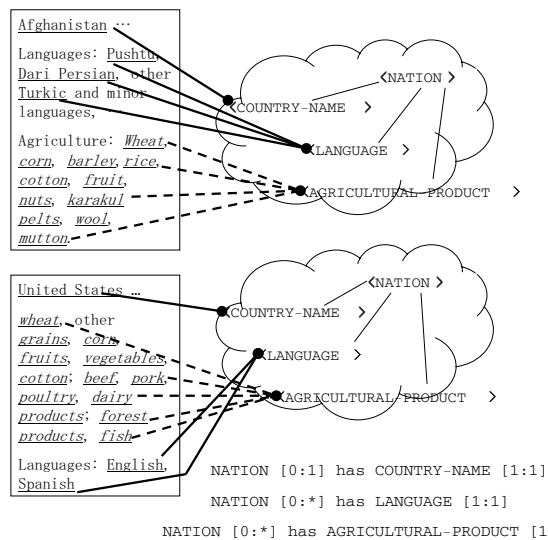 Afghanistan …
Languages: Pushtu,
Dari Persian, other
Turkic and minor
languages, …
Agriculture: Wheat,
corn, barley, rice,
cotton, fruit,
nuts, karakul
pelts, wool,
mutton.
<NATION >
<COUNTRY-NAME >
<LANGUAGE >
<AGRICULTURAL-PRODUCT >
United States …
wheat, other
grains, corn,
fruits, vegetables,
cotton; beef, pork,
poultry, dairy
products; forest
products, fish
Languages: English,
Spanish
<NATION >
<COUNTRY-NAME >
<LANGUAGE >
<AGRICULTURAL-PRODUCT >
NATION [0:1] has COUNTRY-NAME [1:1]
NATION [0:*] has LANGUAGE [1:1]
NATION [0:*] has AGRICULTURAL-PRODUCT [1